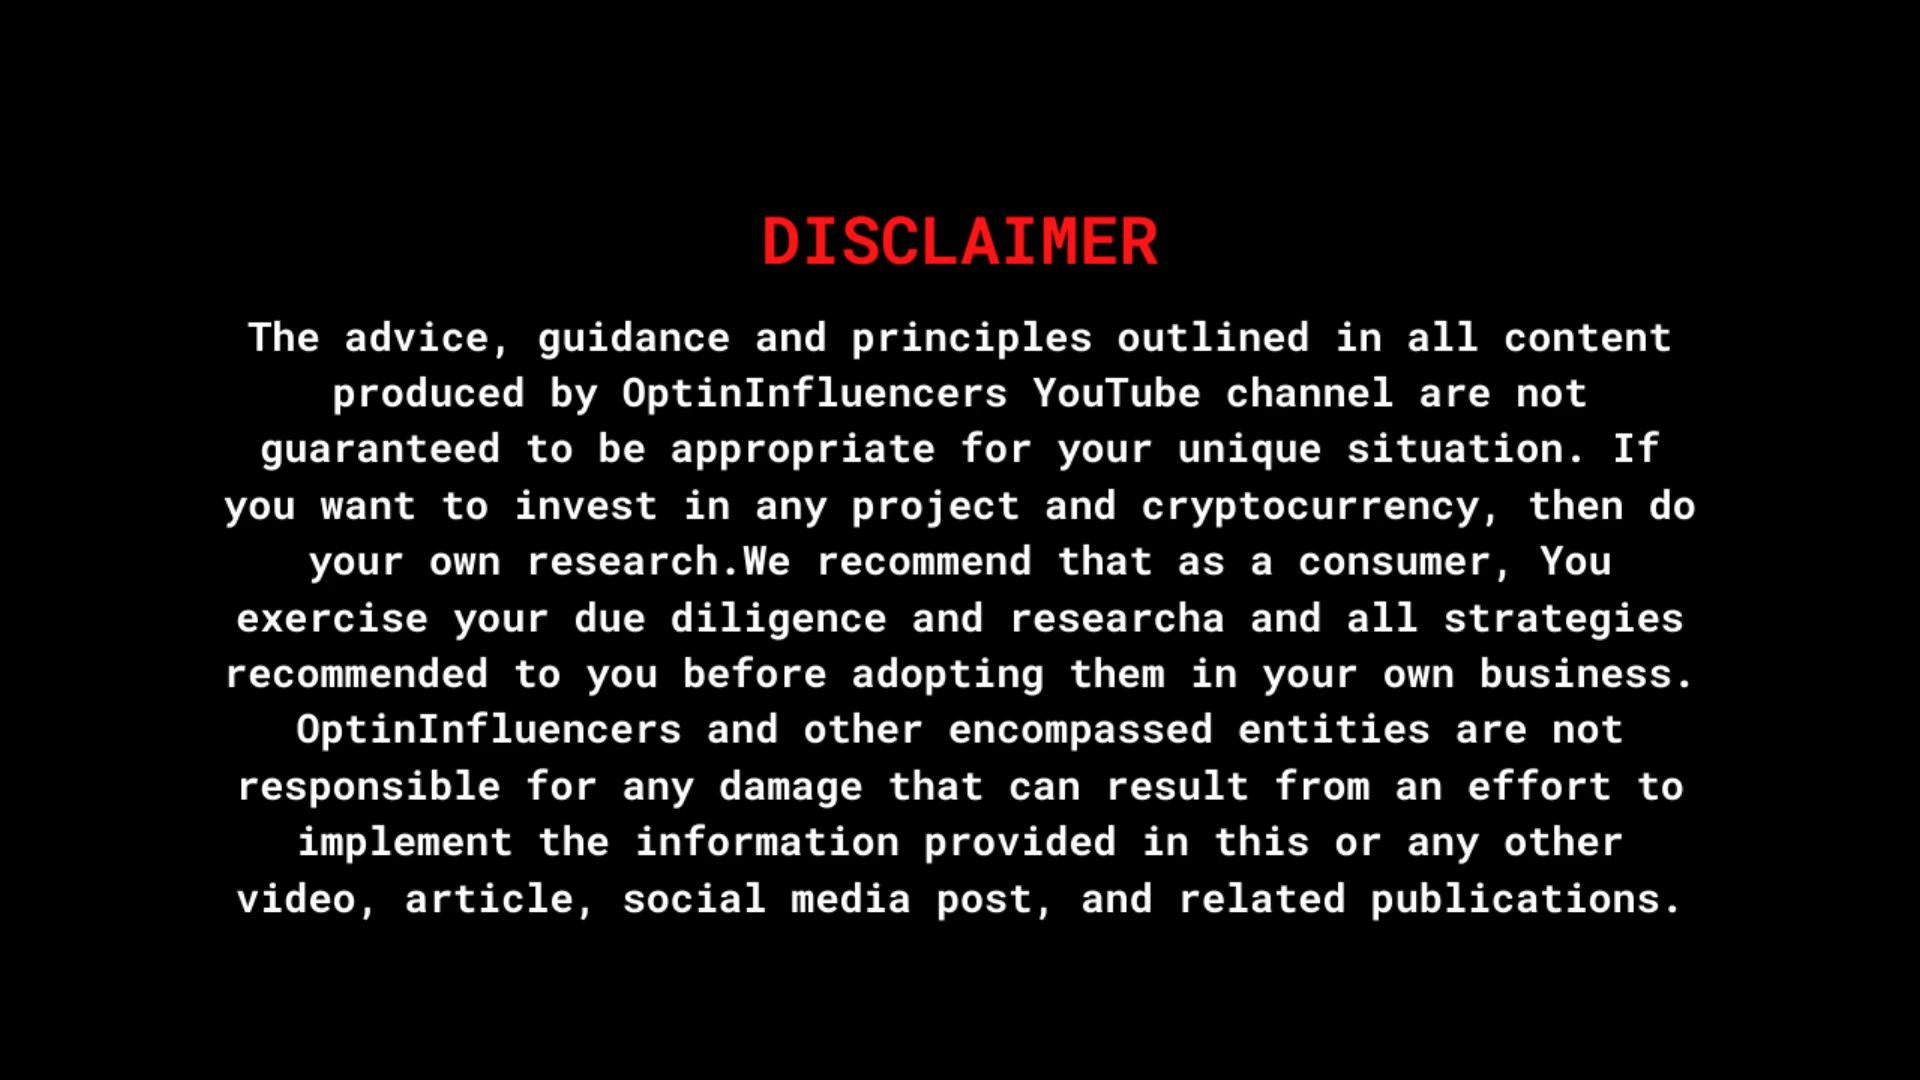 DISCLAIMER
The advice, guidance and principles outlined in all content
produced by OptinInfluencers YouTube channel are not
guaranteed to be appropriate for your unique situation. If
you want to invest in any project and cryptocurrency, then do
your own research.We recommend that as a consumer, You
exercise your due diligence and researcha and all strategies
recommended to you before adopting them in your own business.
OptinInfluencers and other encompassed entities are not
responsible for any damage that can result from an effort to
implement the information provided in this or any other
video, article, social media post, and related publications.